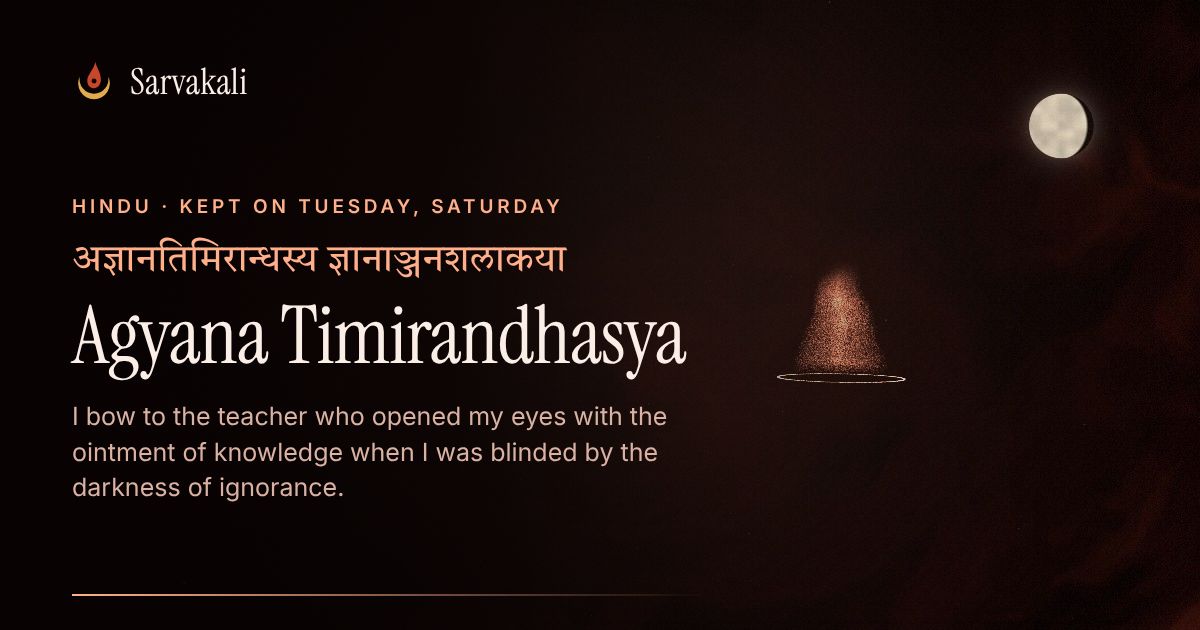 Sarvakali
HINDU · KEPT ON TUESDAY, SATURDAY
अज्ञानतिमिरान्धस्य ज्ञानाञ्जनशलाकया
Agyana Timirandhasya
I bow to the teacher who opened my eyes with the
ointment of knowledge when I was blinded by the
darkness of ignorance.